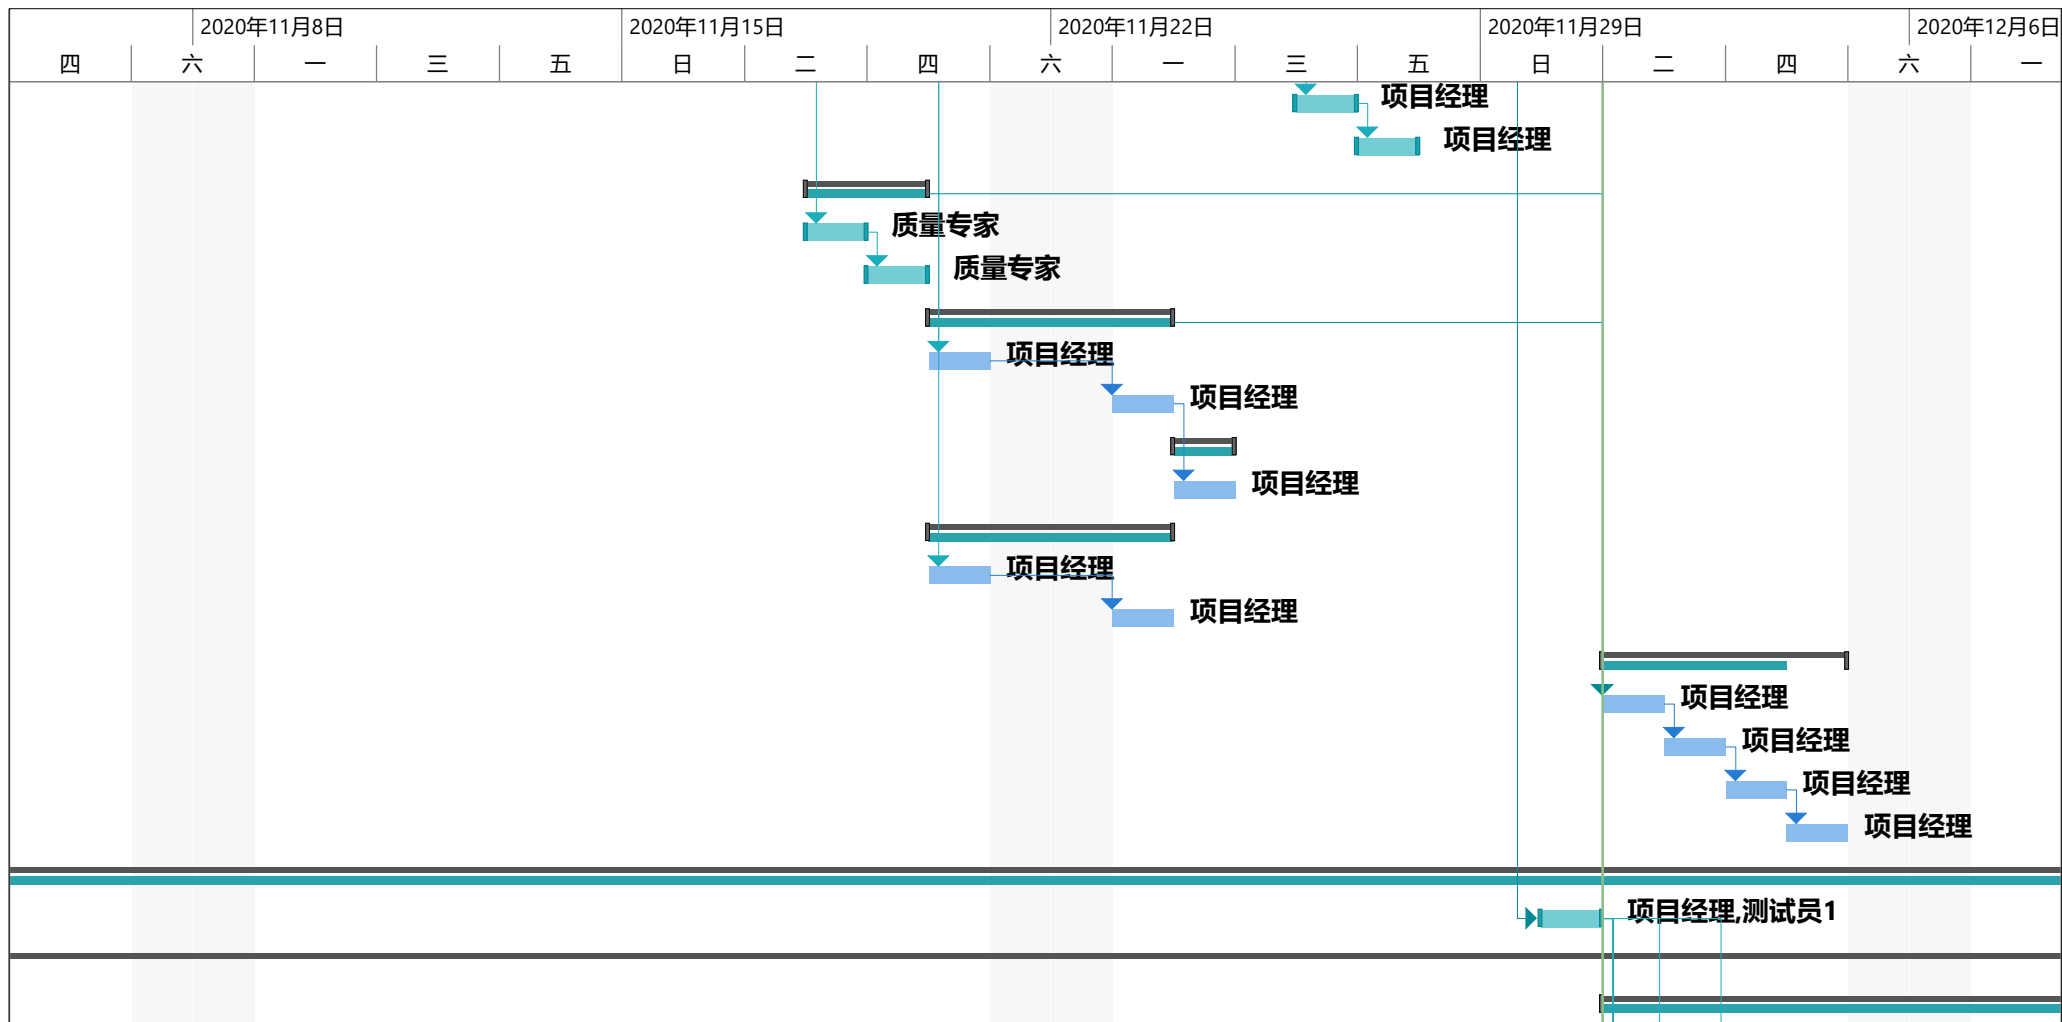 2020年11月8日 2020年11月15日 2020年11月22日 2020年11月29日 2020年12月6日
四 六 一 三 五 日 二 四 六 一 三 五 日 二 四 六 一
项目经理
项目经理
质量专家
质量专家
项目经理
项目经理
项目经理
项目经理
项目经理
项目经理
项目经理
项目经理
项目经理
项目经理,测试员1